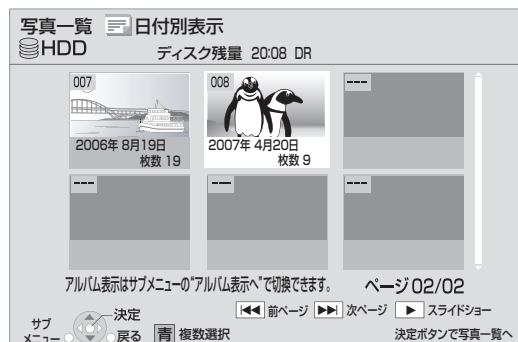 写真一覧 日付別表示
HDD ディスク残量 20:08 DR
007 008 ---
2006年 8月19日 2007年 4月20日
枚数 19 枚数 9
--- --- ---
アルバム表示はサブメニューの“アルバム表示へ”で切換できます。 ページ 02/02
前ページ 次ページ スライドショー
サブ 決定
メニュー 戻る 青 複数選択 決定ボタンで写真一覧へ